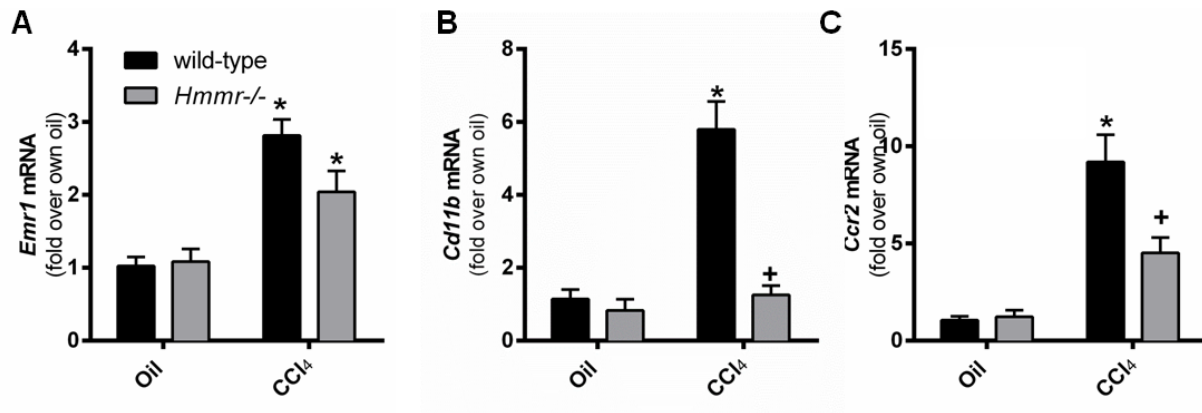 A
Emr1 mRNA
(fold over own oil)
4
3
2
1
0
wild-type
Hmmr-/-
*
*
Oil
CCl₄
B
Cd11b mRNA
(fold over own oil)
8
6
4
2
0
*
+
Oil
CCl₄
C
Ccr2 mRNA
(fold over own oil)
15
10
5
0
*
+
Oil
CCl₄